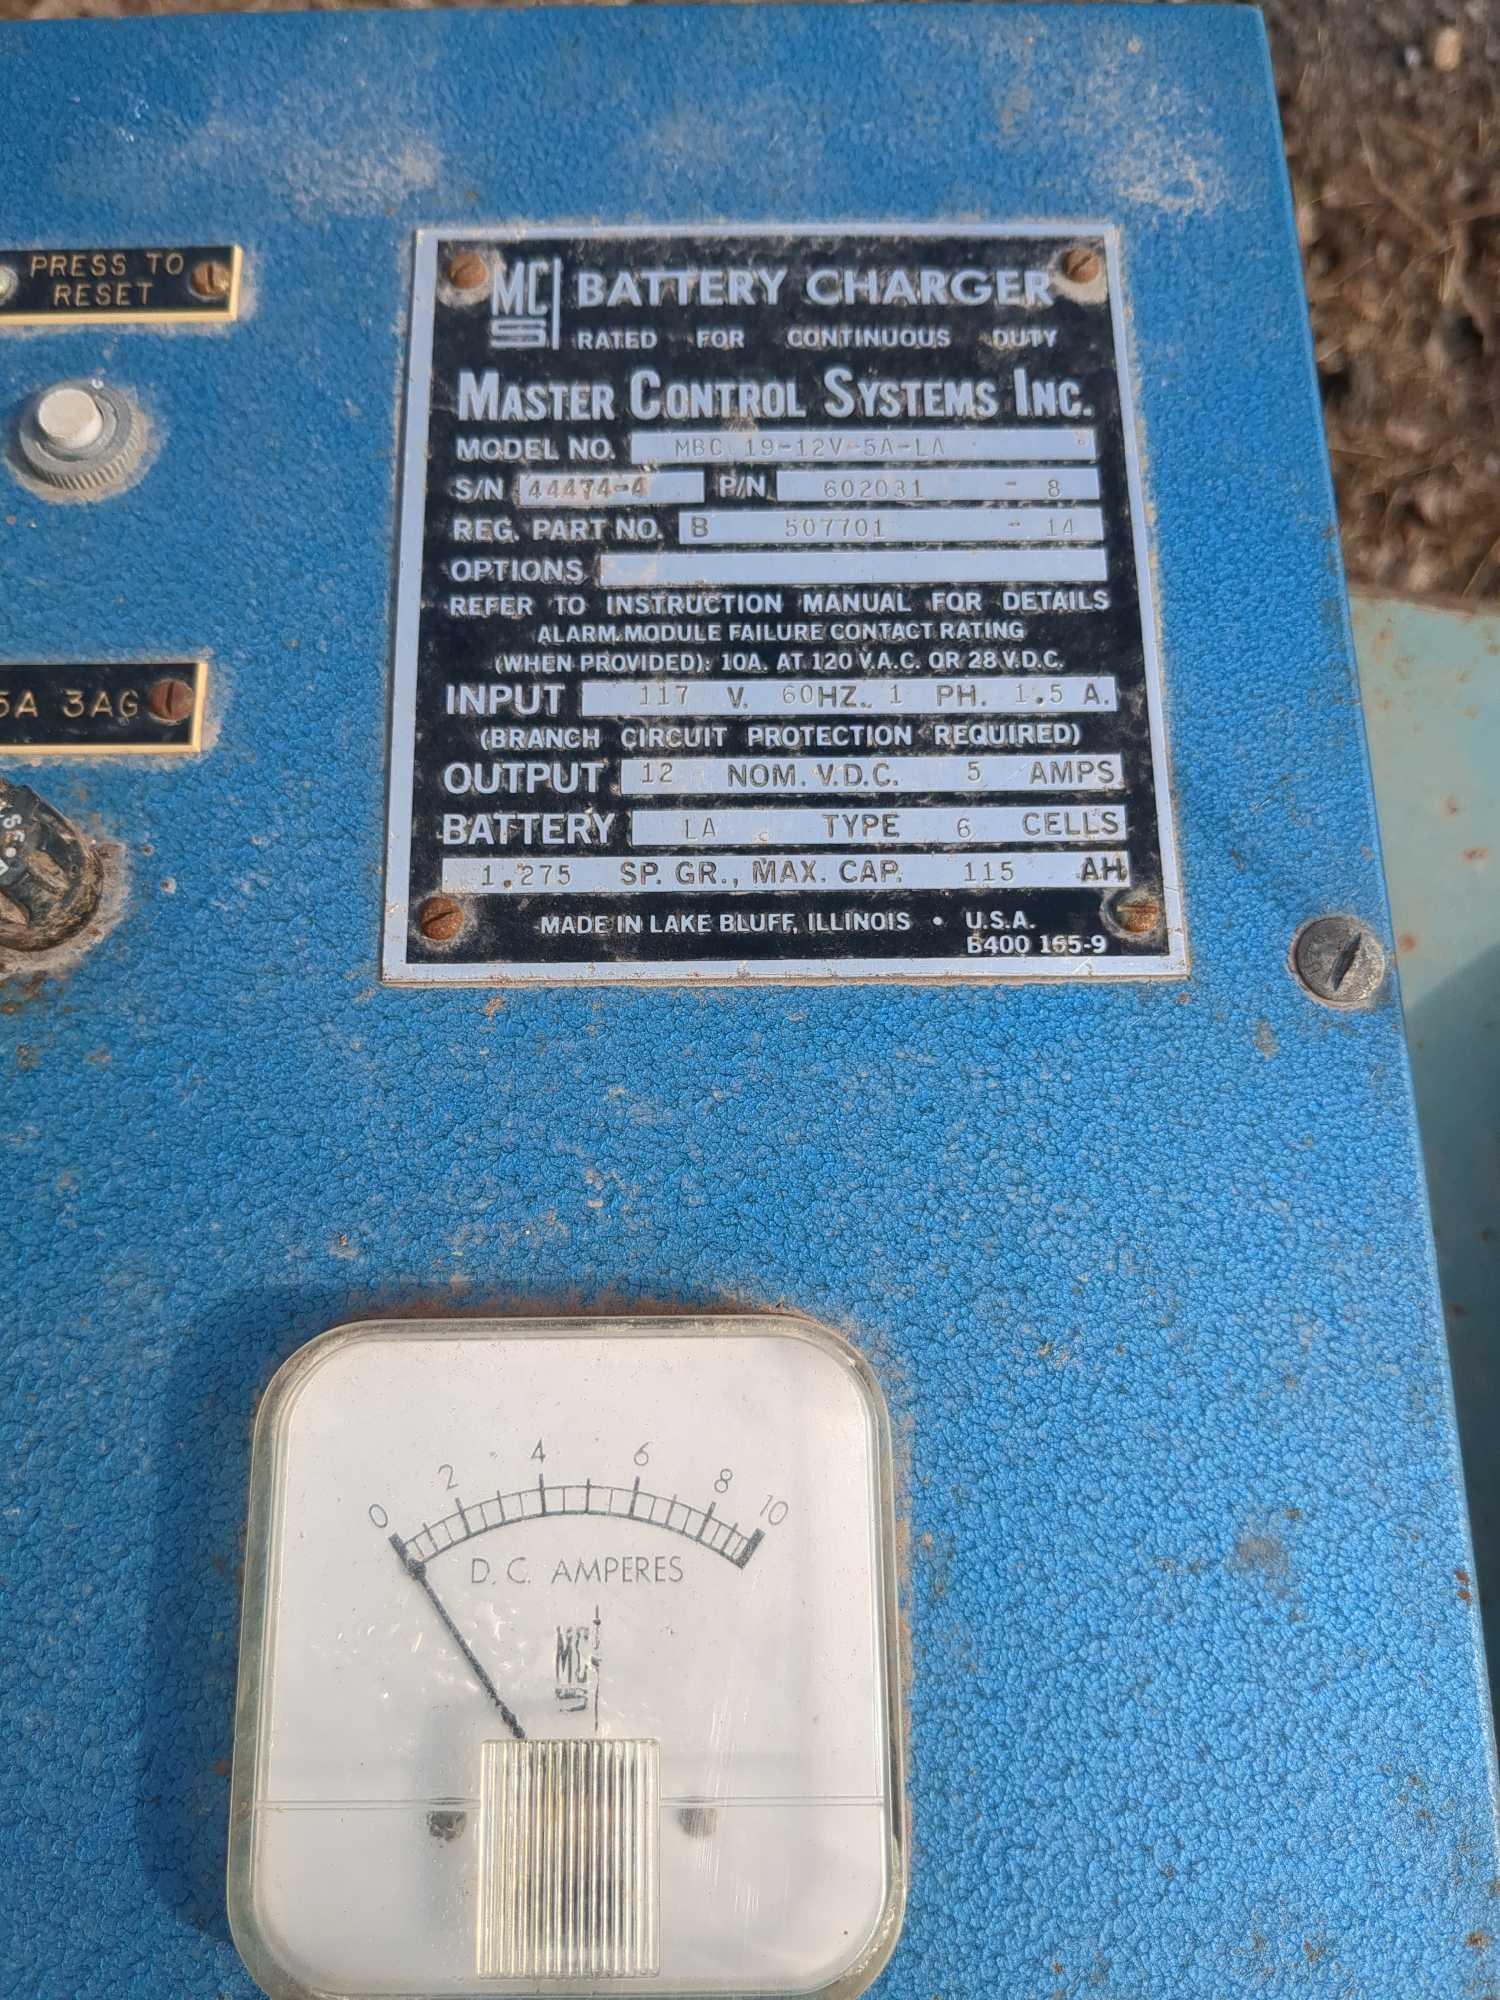 PRESS TO
RESET
MCS BATTERY CHARGER
RATED FOR CONTINUOUS DUTY
MASTER CONTROL SYSTEMS INC.
MODEL NO. MBC 19-12V-5A-LA
S/N 44474-4 P/N 602031 - 8
REG. PART NO. B 507701 - 14
OPTIONS
REFER TO INSTRUCTION MANUAL FOR DETAILS
ALARM MODULE FAILURE CONTACT RATING
(WHEN PROVIDED): 10A. AT 120 V.A.C. OR 28 V.D.C.
INPUT 117 V. 60HZ. 1 PH. 1.5 A.
(BRANCH CIRCUIT PROTECTION REQUIRED)
OUTPUT 12 NOM. V.D.C. 5 AMPS
BATTERY LA TYPE 6 CELLS
1.275 SP. GR., MAX. CAP. 115 AH
MADE IN LAKE BLUFF, ILLINOIS • U.S.A.
B400 165-9
5A 3AG
0 2 4 6 8 10
D.C. AMPERES
MCS